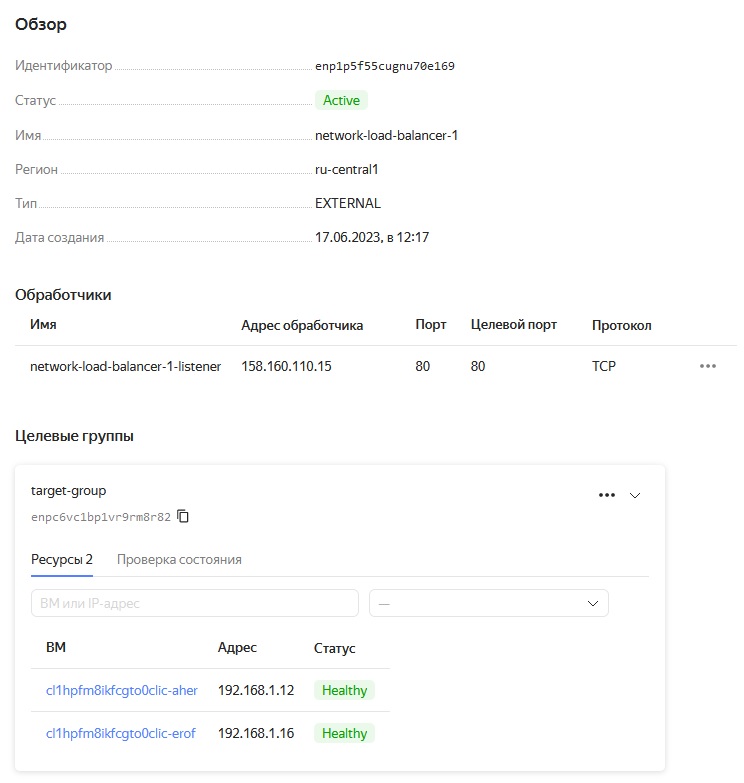 Обзор
Идентификатор enp1p5f55cugnu70e169
Статус Active
Имя network-load-balancer-1
Регион ru-central1
Тип EXTERNAL
Дата создания 17.06.2023, в 12:17
Обработчики
Имя Адрес обработчика Порт Целевой порт Протокол
network-load-balancer-1-listener 158.160.110.15 80 80 TCP
Целевые группы
target-group
enpc6vc1bp1vr9rm8r82
Ресурсы 2 Проверка состояния
ВМ или IP-адрес —
ВМ Адрес Статус
cl1hpfm8ikfcgto0clic-aher 192.168.1.12 Healthy
cl1hpfm8ikfcgto0clic-erof 192.168.1.16 Healthy